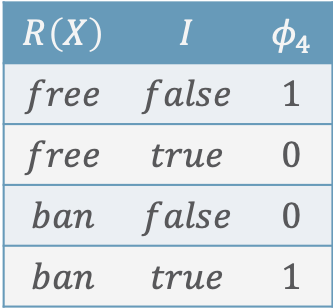 R(X) I ϕ₄
free false 1
free true 0
ban false 0
ban true 1